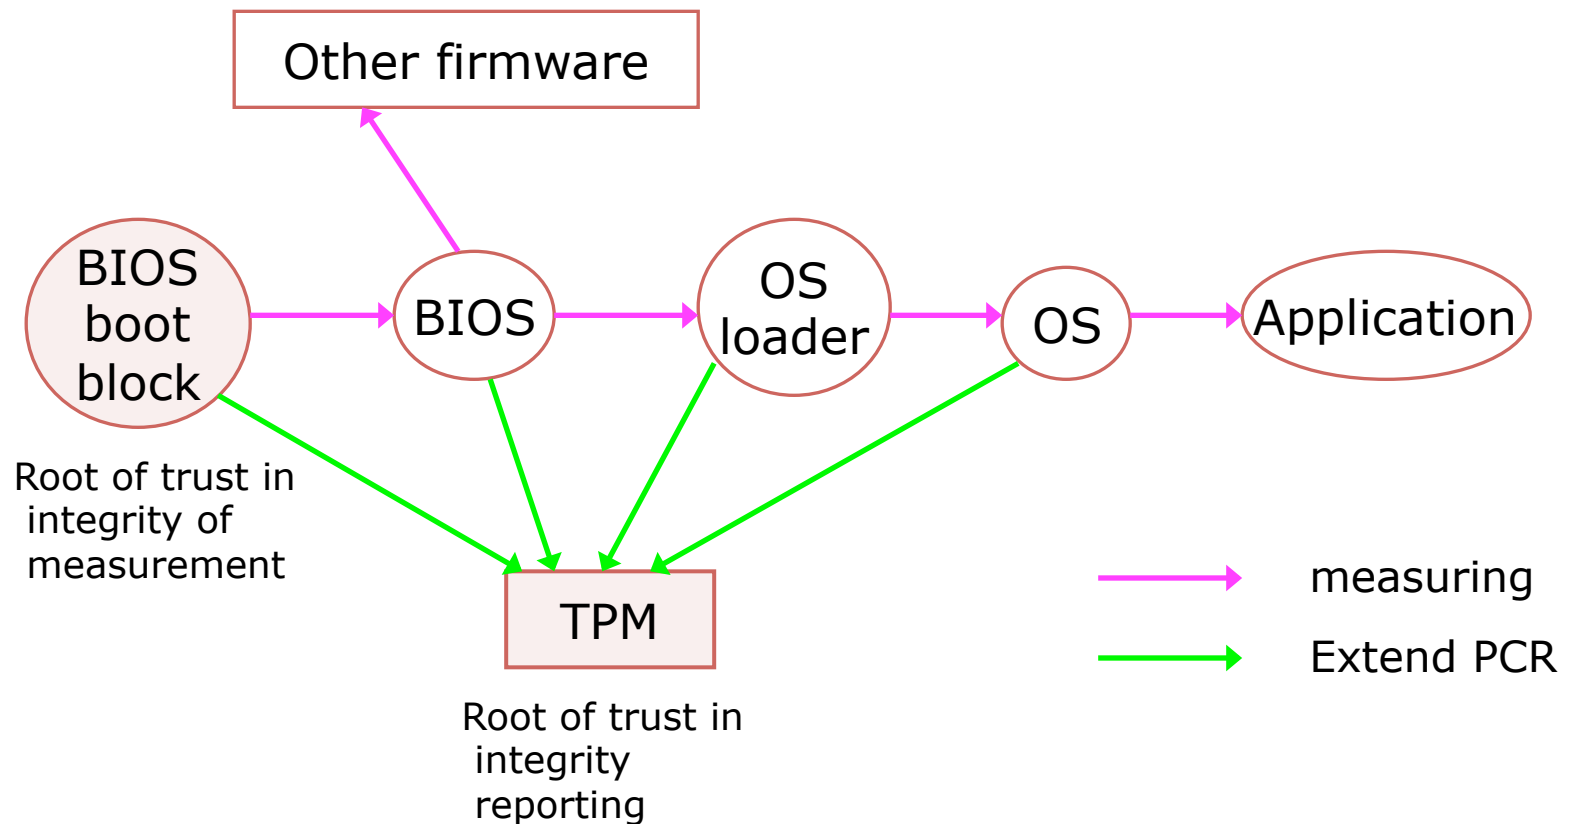 Other firmware
BIOS
boot
block
BIOS
OS
loader
OS
Application
Root of trust in
integrity of
measurement
TPM
measuring
Extend PCR
Root of trust in
integrity
reporting